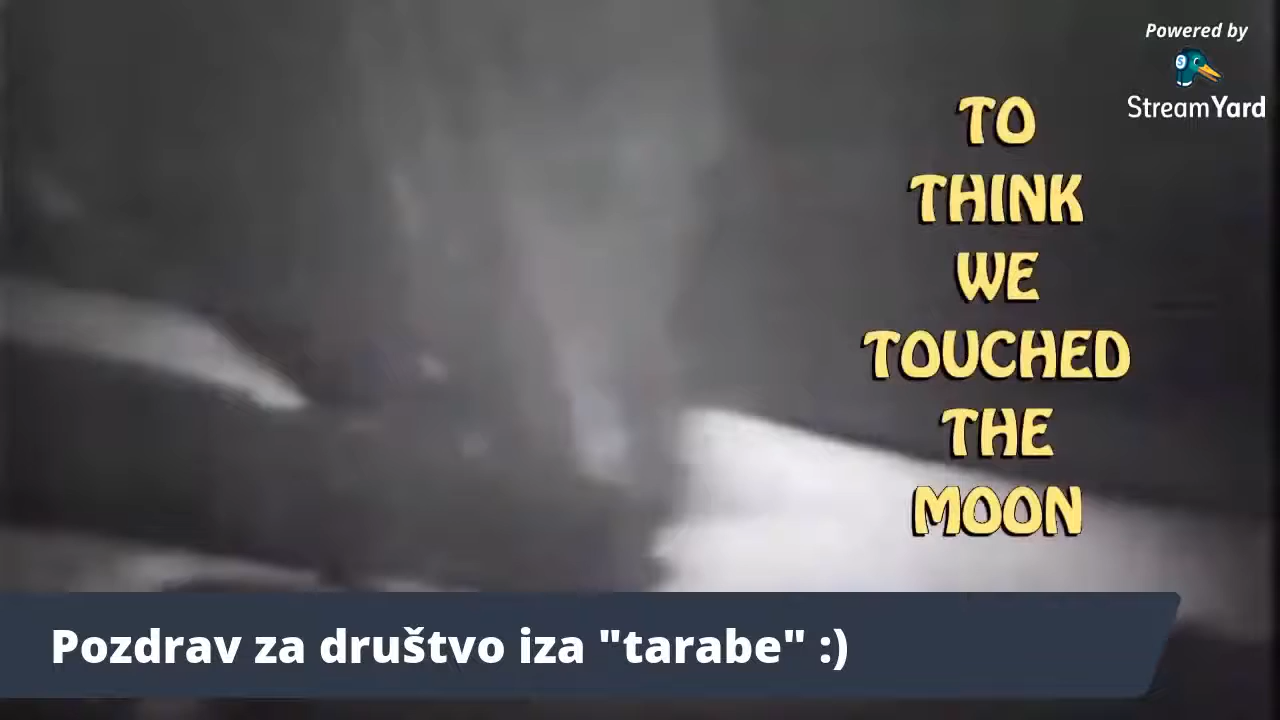 Powered by
StreamYard
TO
THINK
WE
TOUCHED
THE
MOON
Pozdrav za društvo iza "tarabe" :)